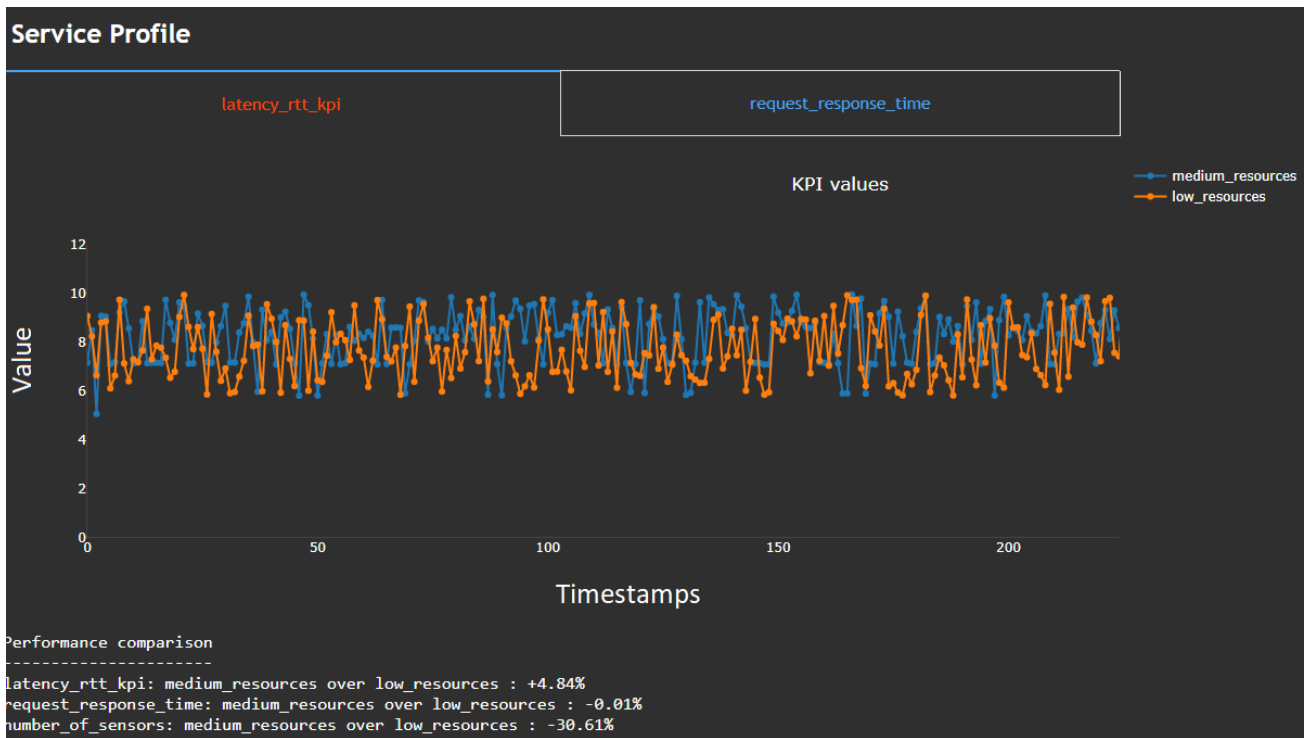 Service Profile
latency_rtt_kpi
request_response_time
KPI values
medium_resources
low_resources
12
10
8
6
4
2
0
Value
0 50 100 150 200
Timestamps
Performance comparison
----------------------
latency_rtt_kpi: medium_resources over low_resources : +4.84%
request_response_time: medium_resources over low_resources : -0.01%
number_of_sensors: medium_resources over low_resources : -30.61%